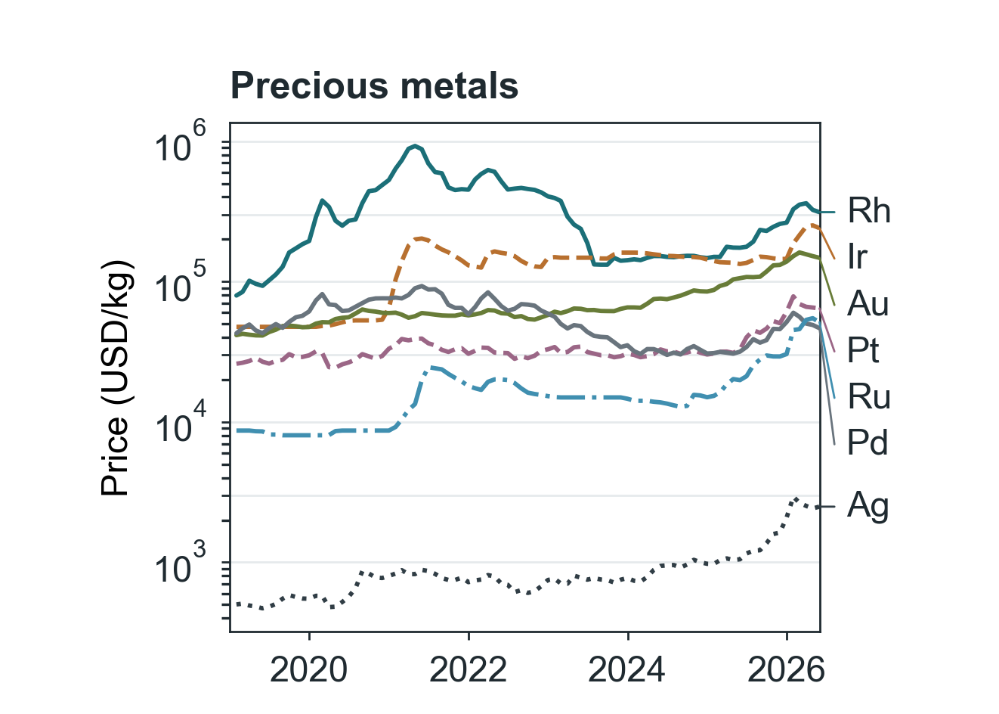 Precious metals
Price (USD/kg)
10^6
10^5
10^4
10^3
2020
2022
2024
2026
Rh
Ir
Au
Pt
Ru
Pd
Ag